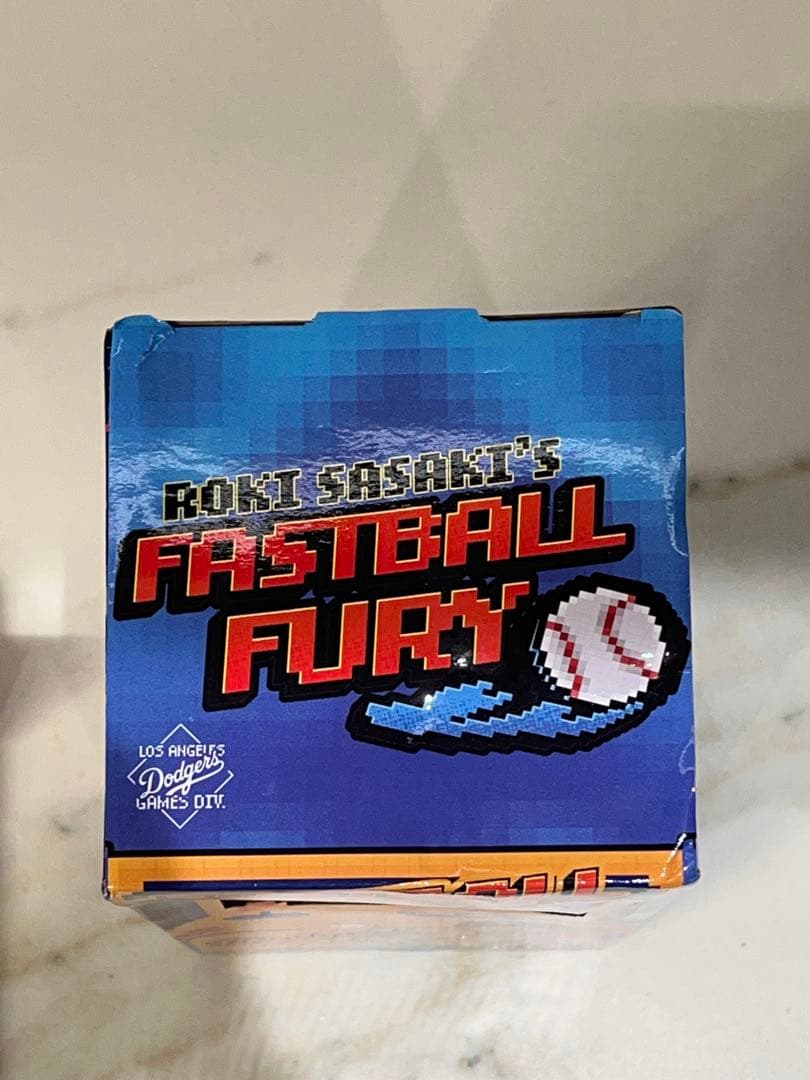 ROKI SASAKI'S
FASTBALL
FURY
LOS ANGELES
Dodgers
GAMES DIV.